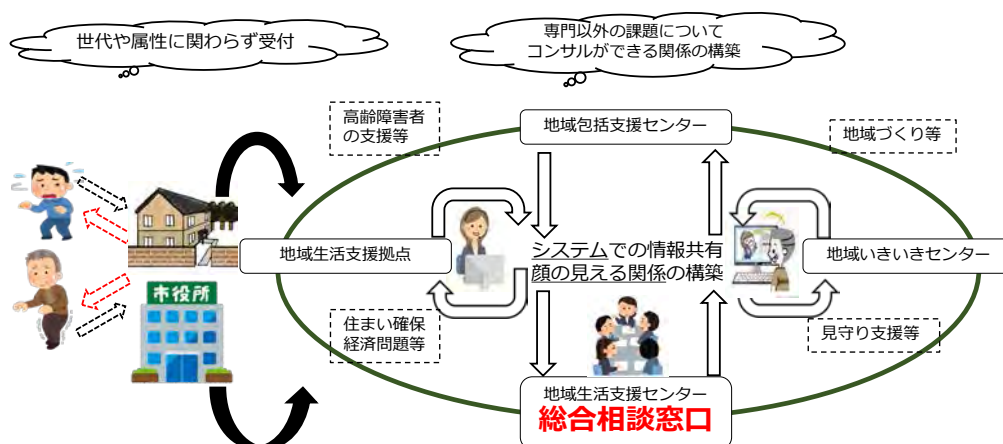 世代や属性に関わらず受付
専門以外の課題について
コンサルができる関係の構築
高齢障害者
の支援等
地域包括支援センター
地域づくり等
地域生活支援拠点
システムでの情報共有
顔の見える関係の構築
地域いきいきセンター
市役所
住まい確保
経済問題等
見守り支援等
地域生活支援センター
総合相談窓口